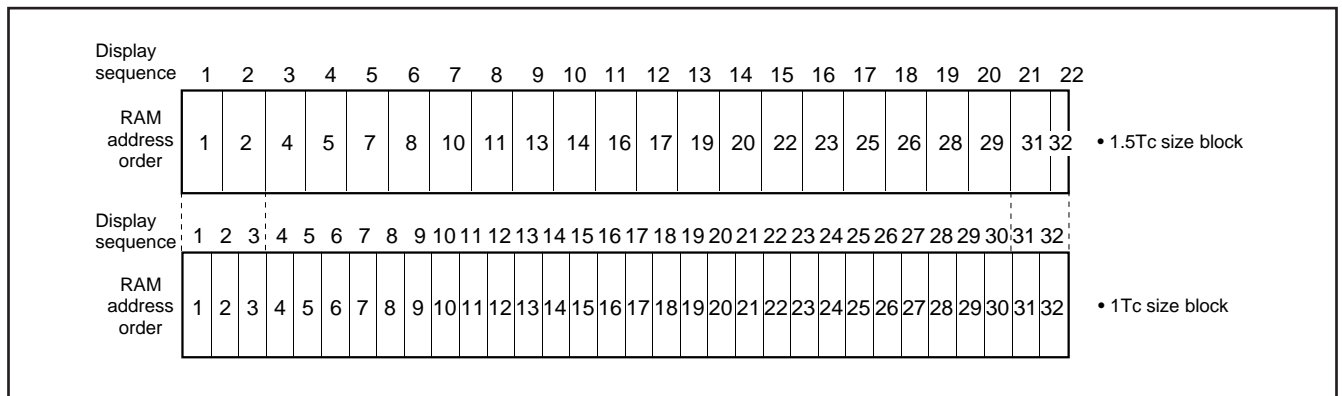 Display
sequence 1 2 3 4 5 6 7 8 9 10 11 12 13 14 15 16 17 18 19 20 21 22
RAM
address
order
1 2 4 5 7 8 10 11 13 14 16 17 19 20 22 23 25 26 28 29 31 32
• 1.5Tc size block
Display
sequence 1 2 3 4 5 6 7 8 9 10 11 12 13 14 15 16 17 18 19 20 21 22 23 24 25 26 27 28 29 30 31 32
RAM
address
order
1 2 3 4 5 6 7 8 9 10 11 12 13 14 15 16 17 18 19 20 21 22 23 24 25 26 27 28 29 30 31 32
• 1Tc size block